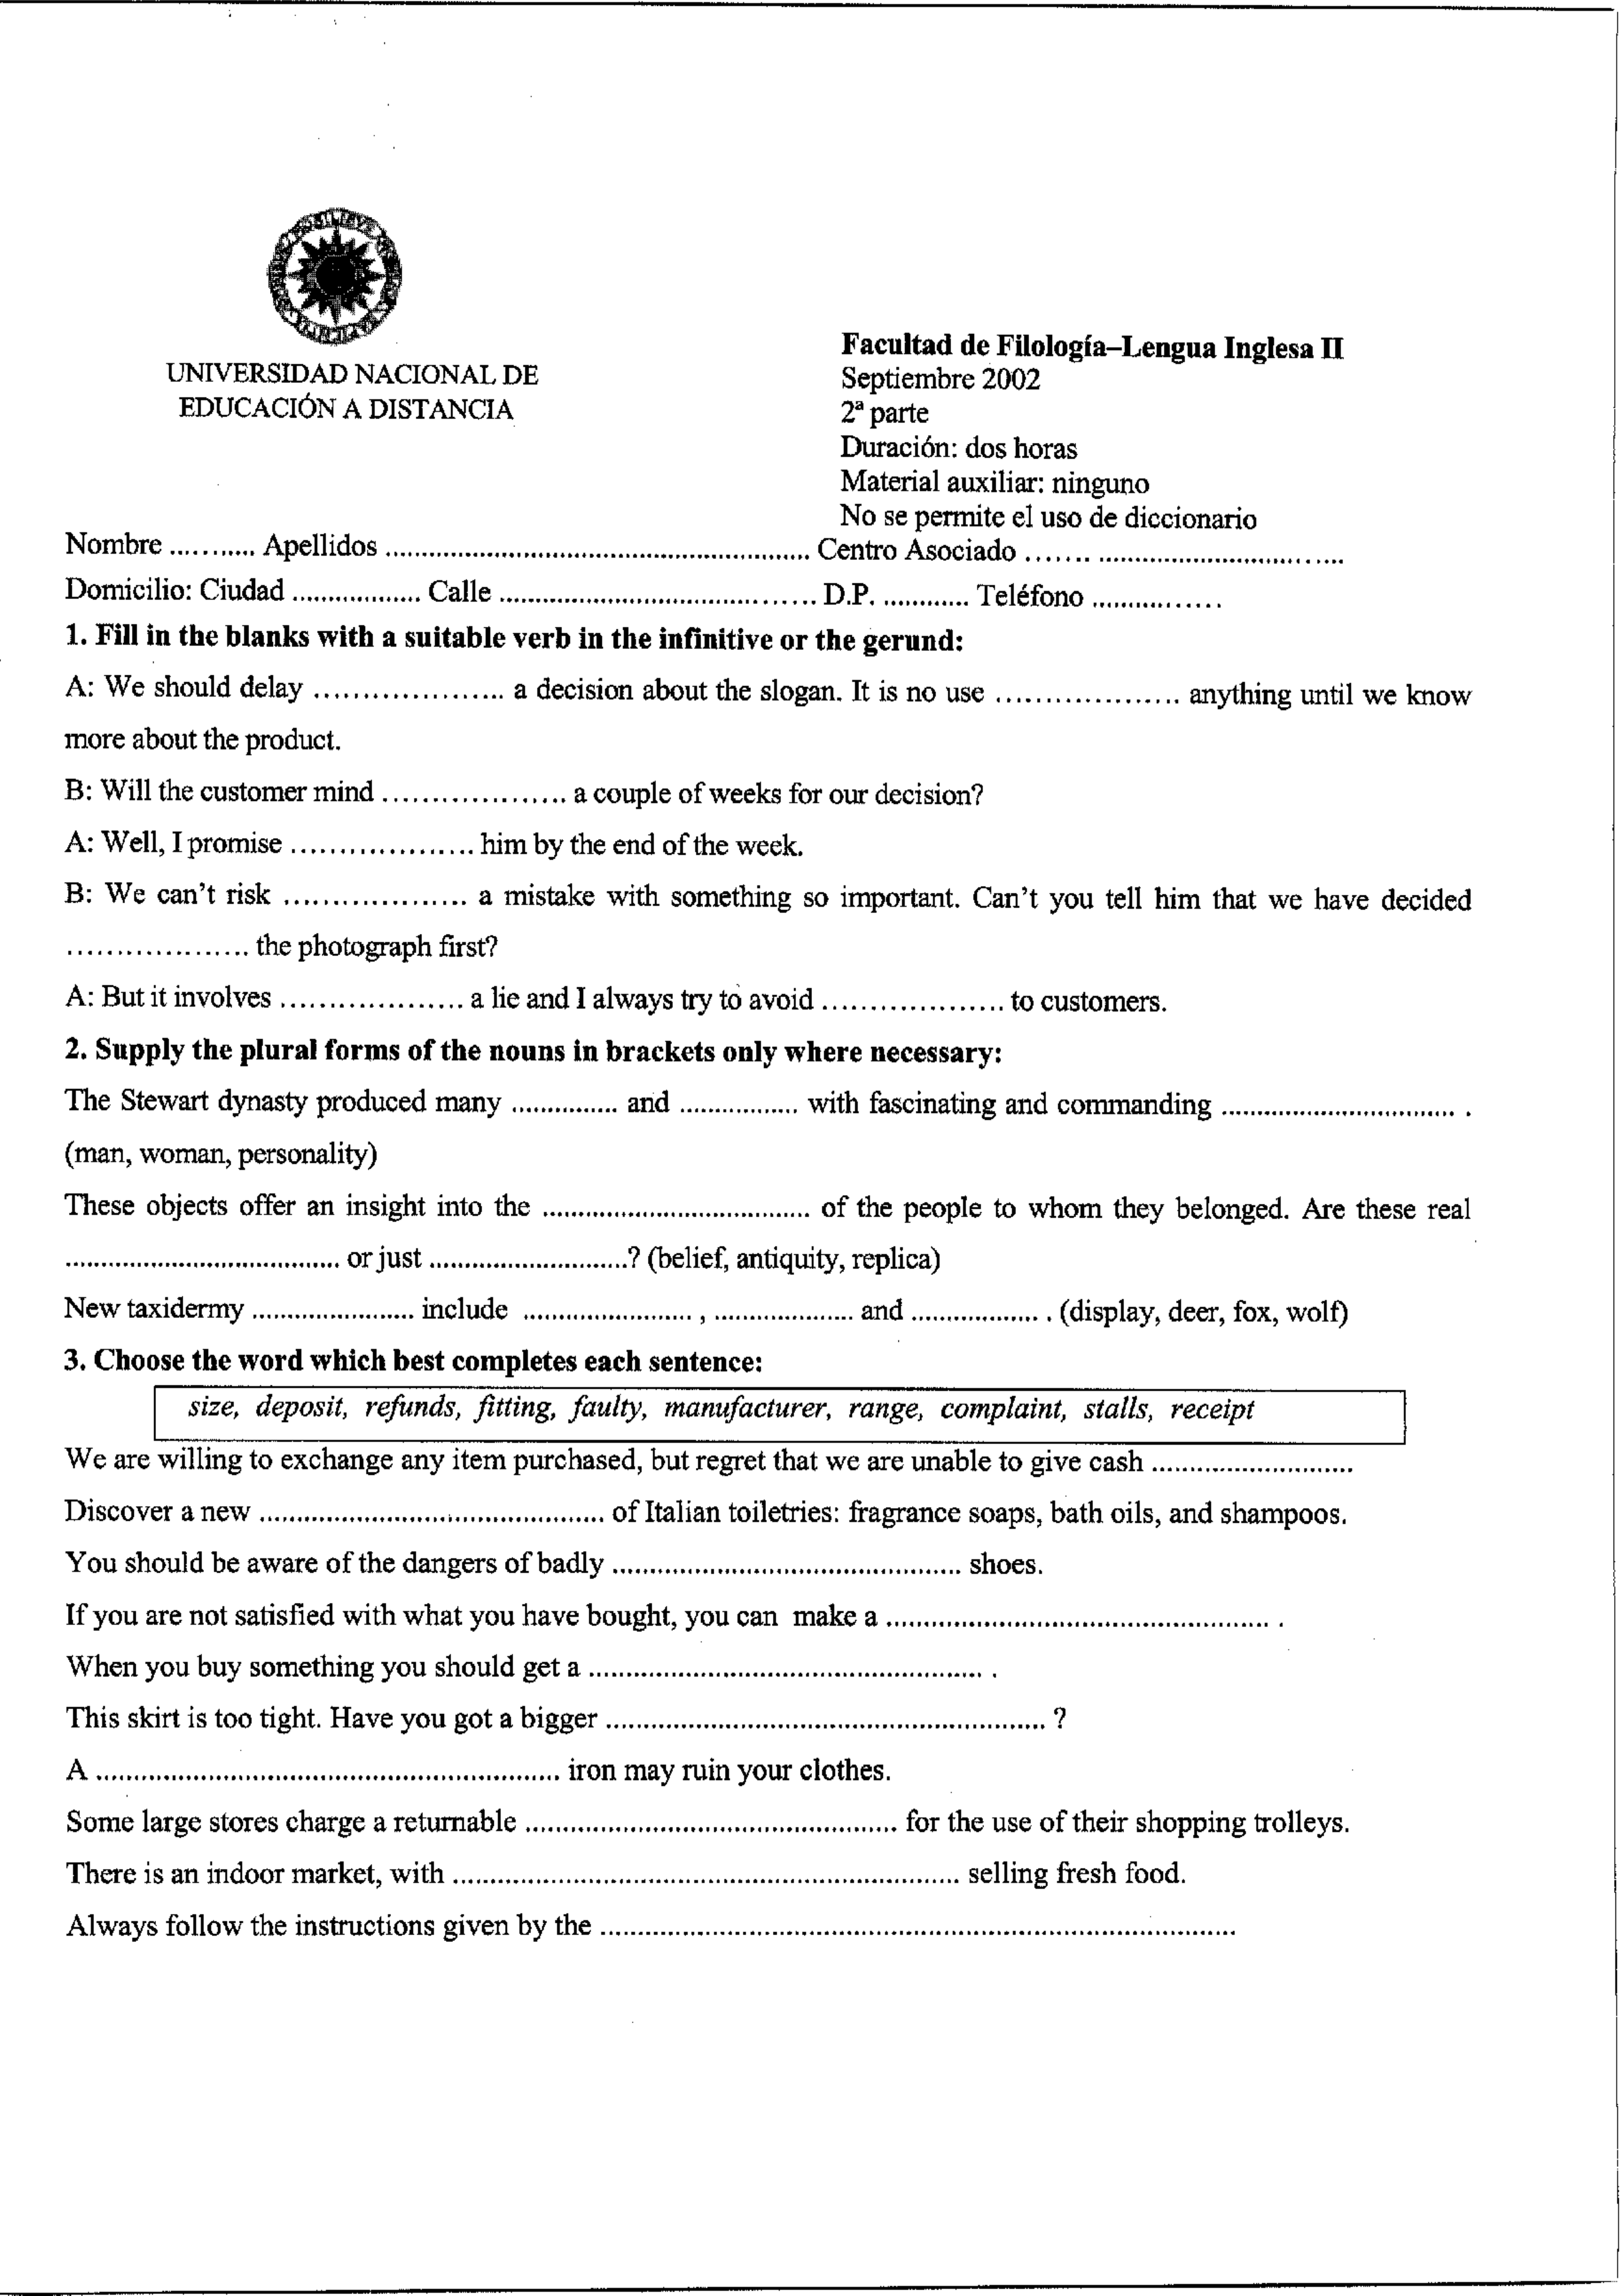 UNIVERSIDAD NACIONAL DE
EDUCACIÓN A DISTANCIA
Facultad de Filología–Lengua Inglesa II
Septiembre 2002
2ª parte
Duración: dos horas
Material auxiliar: ninguno
No se permite el uso de diccionario
Nombre ........... Apellidos .......................................................... Centro Asociado ....... ..................................
Domicilio: Ciudad .................. Calle ............................................ D.P. ............ Teléfono ................
1. Fill in the blanks with a suitable verb in the infinitive or the gerund:
A: We should delay .................... a decision about the slogan. It is no use ................... anything until we know
more about the product.
B: Will the customer mind ................... a couple of weeks for our decision?
A: Well, I promise ................... him by the end of the week.
B: We can't risk ................... a mistake with something so important. Can't you tell him that we have decided
................... the photograph first?
A: But it involves ................... a lie and I always try to avoid ................... to customers.
2. Supply the plural forms of the nouns in brackets only where necessary:
The Stewart dynasty produced many ............... and ................. with fascinating and commanding ................................. .
(man, woman, personality)
These objects offer an insight into the ...................................... of the people to whom they belonged. Are these real
....................................... or just ............................? (belief, antiquity, replica)
New taxidermy ....................... include ........................ , .................... and .................. . (display, deer, fox, wolf)
3. Choose the word which best completes each sentence:
size, deposit, refunds, fitting, faulty, manufacturer, range, complaint, stalls, receipt
We are willing to exchange any item purchased, but regret that we are unable to give cash ...........................
Discover a new .............................................. of Italian toiletries: fragrance soaps, bath oils, and shampoos.
You should be aware of the dangers of badly .............................................. shoes.
If you are not satisfied with what you have bought, you can make a .................................................... .
When you buy something you should get a ..................................................... .
This skirt is too tight. Have you got a bigger ........................................................... ?
A .............................................................. iron may ruin your clothes.
Some large stores charge a returnable .................................................. for the use of their shopping trolleys.
There is an indoor market, with .................................................................... selling fresh food.
Always follow the instructions given by the .....................................................................................